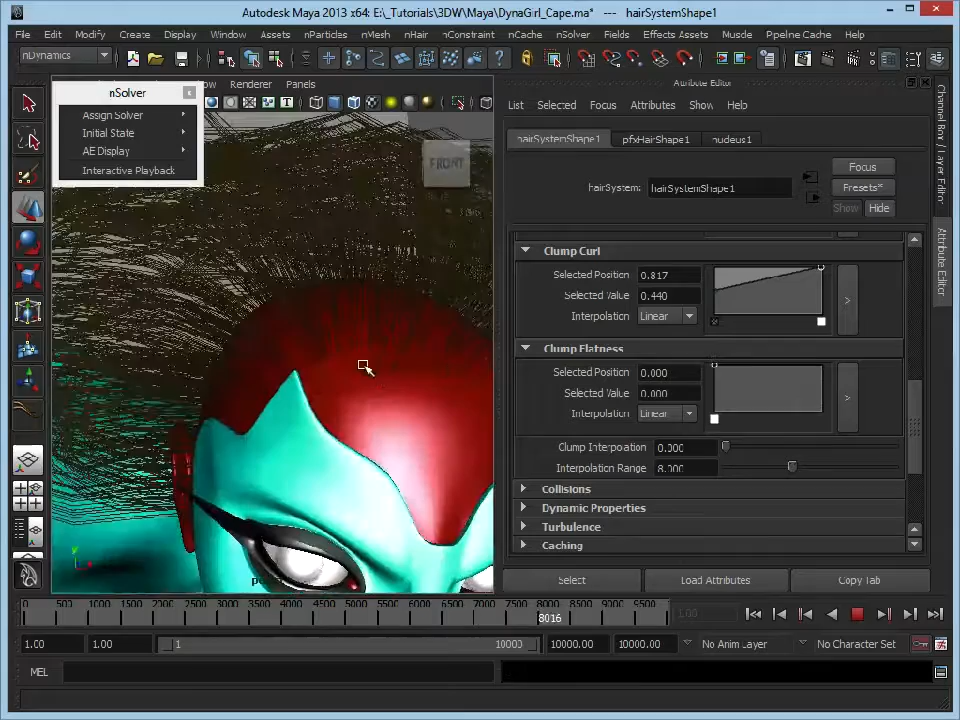 Autodesk Maya 2013 x64: E:\_Tutorials\3DW\Maya\DynaGirl_Cape.ma* --- hairSystemShape1
File Edit Modify Create Display Window Assets nParticles nMesh nHair nConstraint nCache nSolver Fields Effects Assets Muscle Pipeline Cache Help
nDynamics
nSolver
Assign Solver
Initial State
AE Display
Interactive Playback
Renderer Panels
FRONT
Attribute Editor
List Selected Focus Attributes Show Help
hairSystemShape1 pfxHairShape1 nucleus1
hairSystem: hairSystemShape1
Focus
Presets*
Show Hide
Clump Curl
Selected Position 0.817
Selected Value 0.440
Interpolation Linear
>
Clump Flatness
Selected Position 0.000
Selected Value 0.000
Interpolation Linear
>
Clump Interpolation 0.000
Interpolation Range 8.000
Collisions
Dynamic Properties
Turbulence
Caching
Select Load Attributes Copy Tab
Channel Box / Layer Editor
Attribute Editor
0 500 1000 1500 2000 2500 3000 3500 4000 4500 5000 5500 6000 6500 7000 7500 8000 8500 9000 9500
8016
1.00
1.00 1.00 1 10000 10000.00 10000.00 No Anim Layer No Character Set
MEL